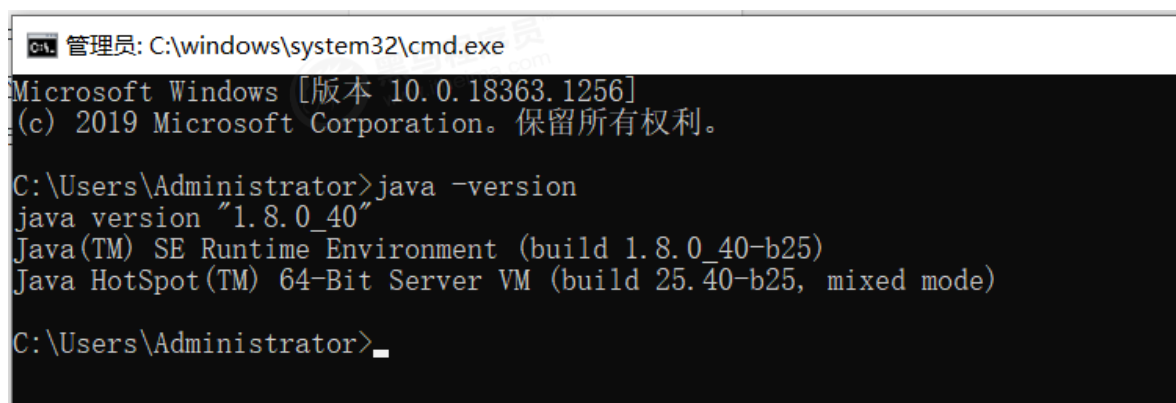 管理员: C:\windows\system32\cmd.exe
Microsoft Windows [版本 10.0.18363.1256]
(c) 2019 Microsoft Corporation。保留所有权利。
C:\Users\Administrator>java -version
java version "1.8.0_40"
Java(TM) SE Runtime Environment (build 1.8.0_40-b25)
Java HotSpot(TM) 64-Bit Server VM (build 25.40-b25, mixed mode)
C:\Users\Administrator>